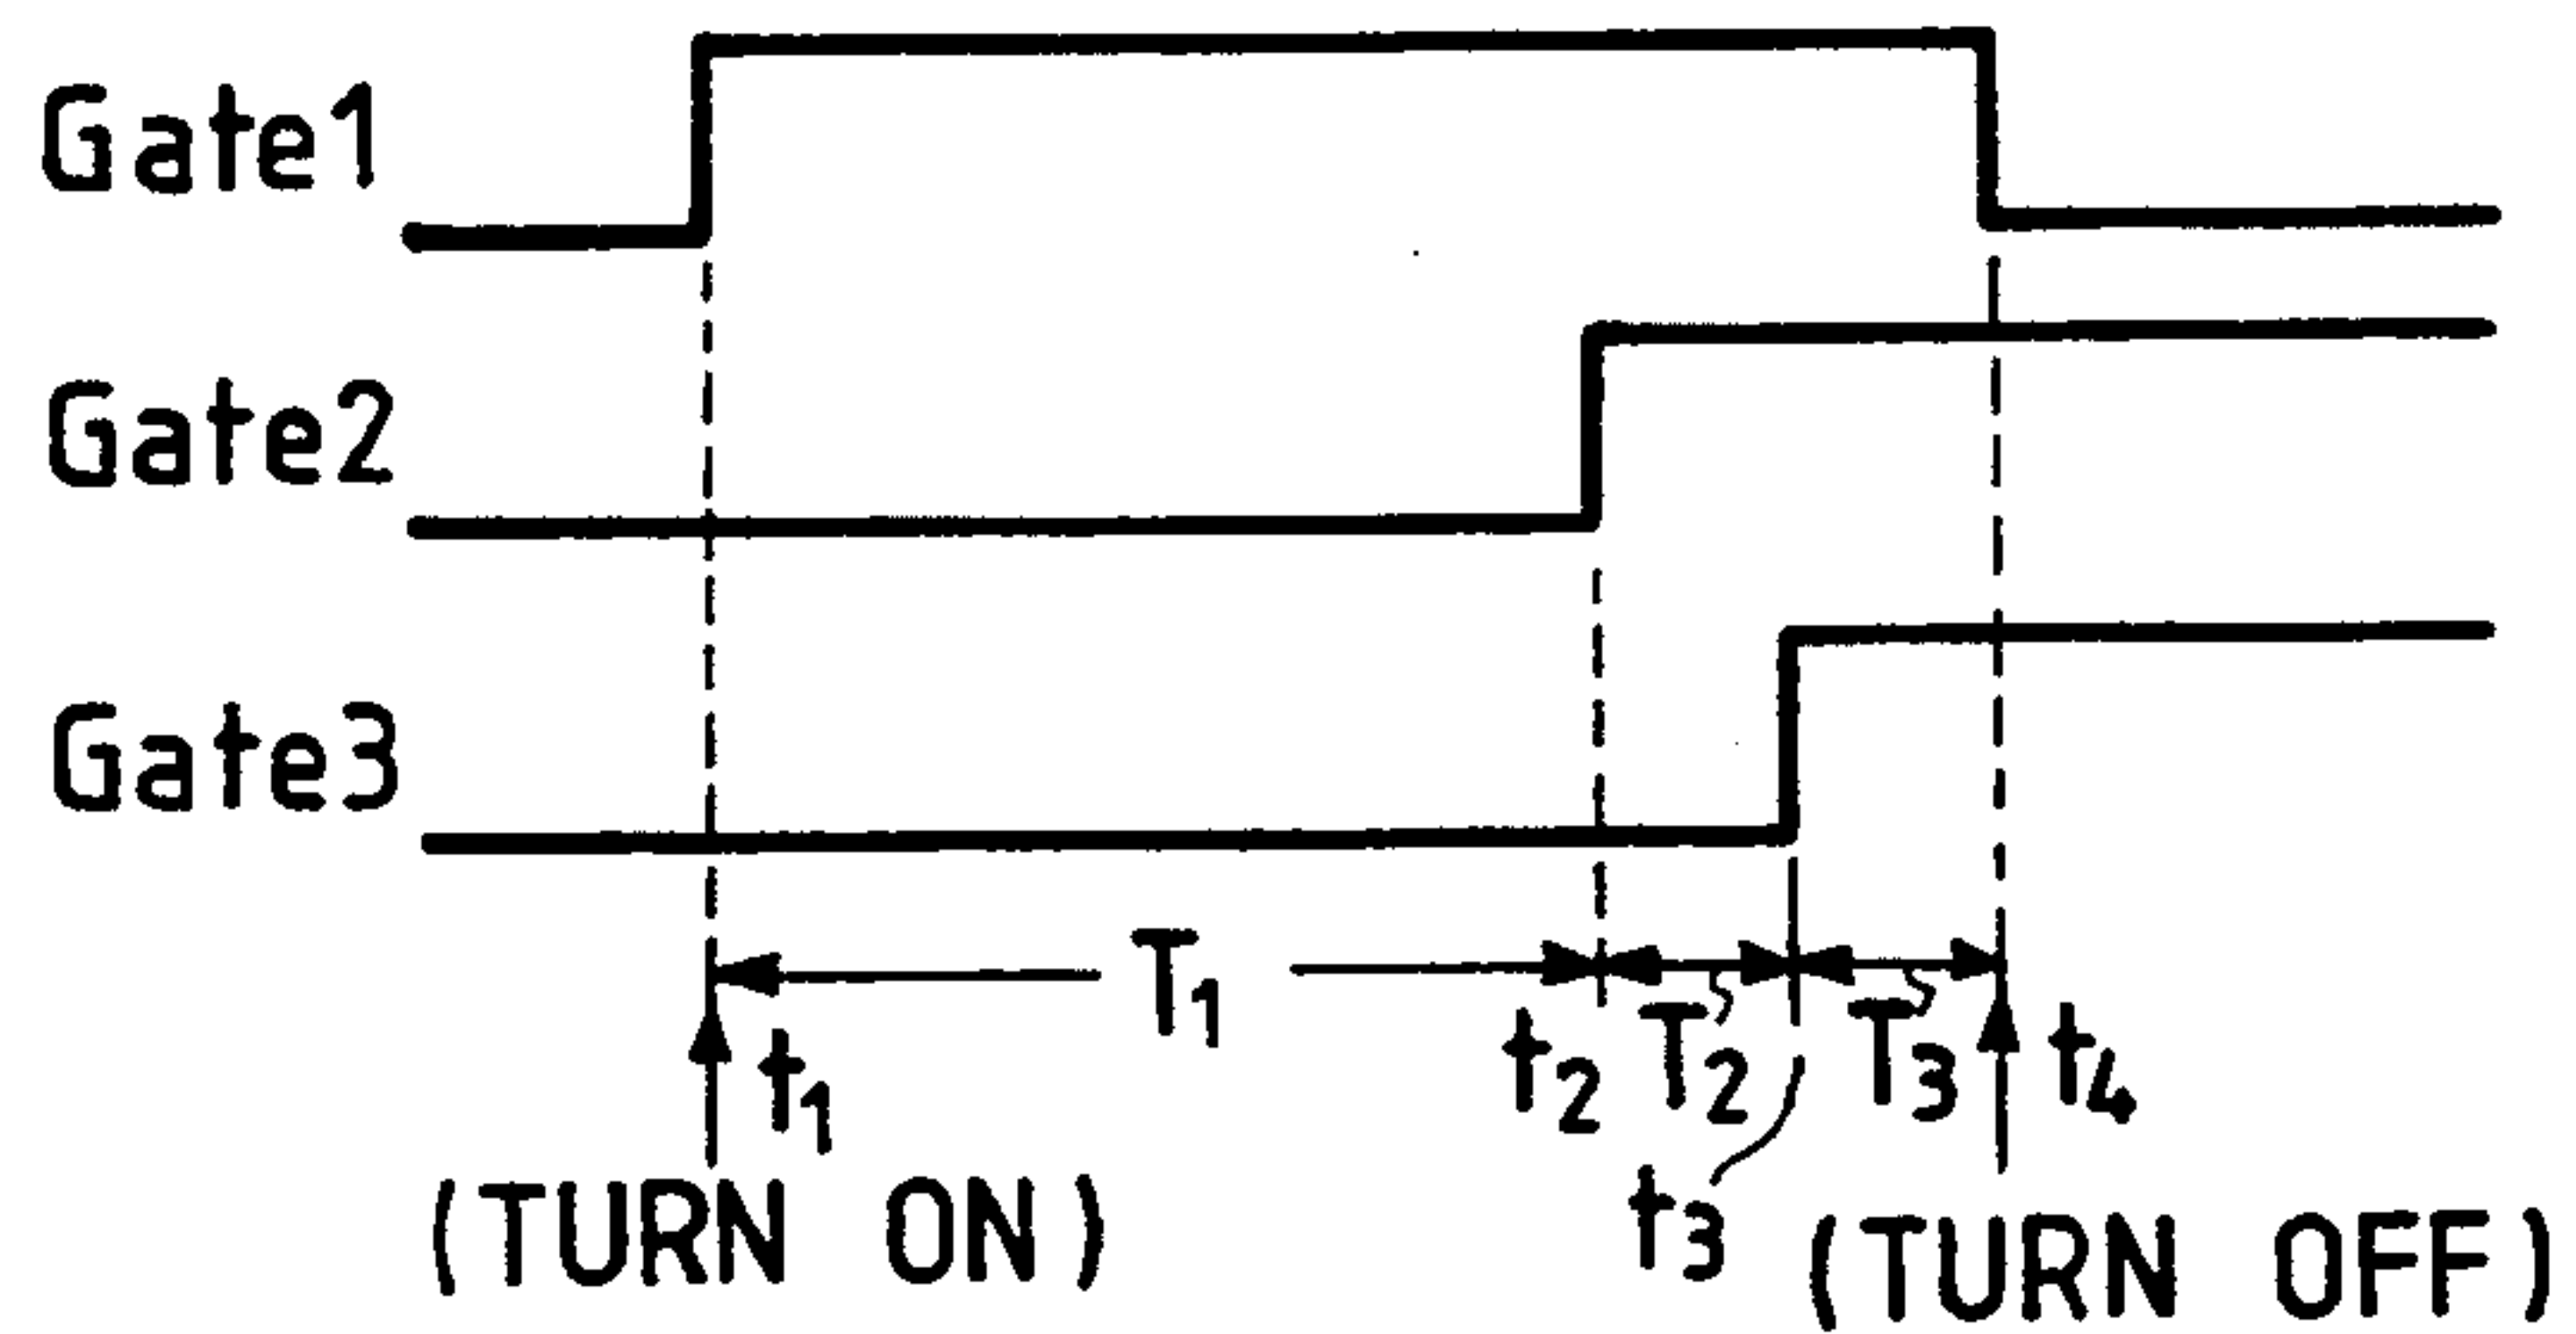 Gate1
Gate2
Gate3
T1
t1 t2 T2 T3 t4
t3
(TURN ON) (TURN OFF)